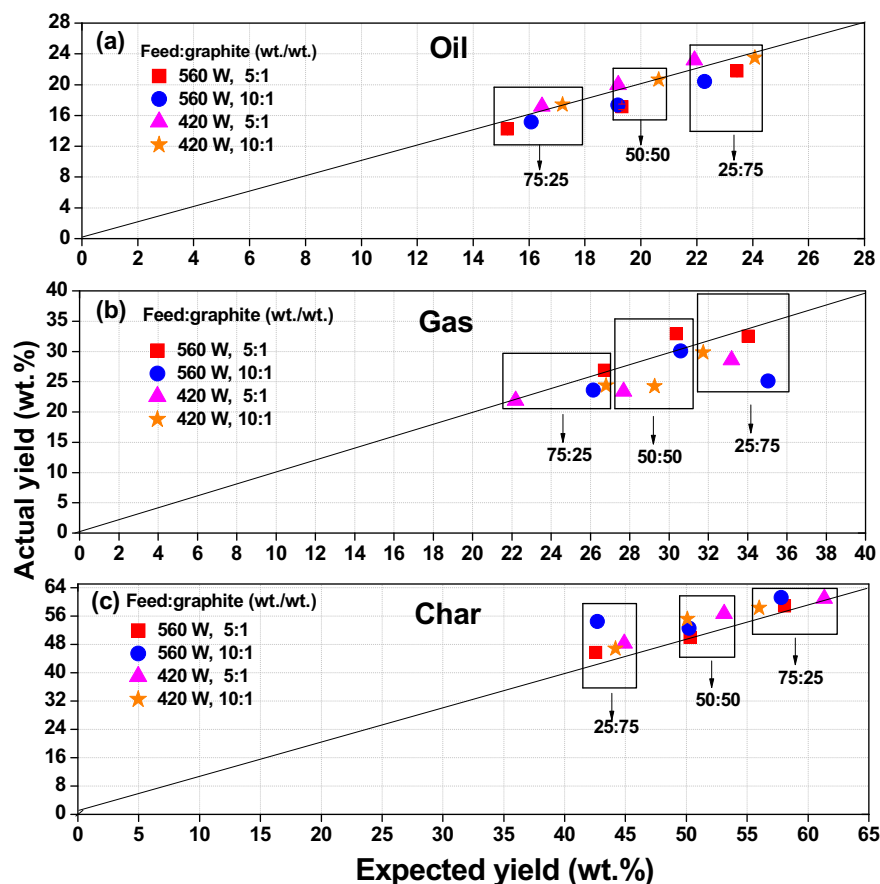 (a)
Oil
Feed:graphite (wt./wt.)
560 W, 5:1
560 W, 10:1
420 W, 5:1
420 W, 10:1
75:25
50:50
25:75
28
24
20
16
12
8
4
0
0 2 4 6 8 10 12 14 16 18 20 22 24 26 28
(b)
Gas
Feed:graphite (wt./wt.)
560 W, 5:1
560 W, 10:1
420 W, 5:1
420 W, 10:1
75:25
50:50
25:75
40
35
30
25
20
15
10
5
0
0 2 4 6 8 10 12 14 16 18 20 22 24 26 28 30 32 34 36 38 40
Actual yield (wt.%)
(c)
Char
Feed:graphite (wt./wt.)
560 W, 5:1
560 W, 10:1
420 W, 5:1
420 W, 10:1
25:75
50:50
75:25
64
56
48
40
32
24
16
8
0
0 5 10 15 20 25 30 35 40 45 50 55 60 65
Expected yield (wt.%)